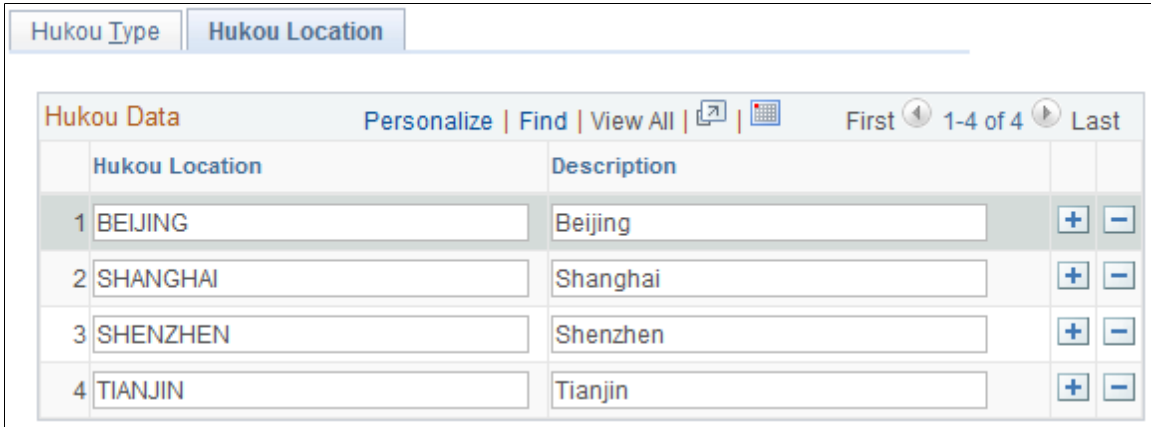 Hukou Type Hukou Location
Hukou Data Personalize | Find | View All | | First 1-4 of 4 Last
Hukou Location Description
1 BEIJING Beijing + −
2 SHANGHAI Shanghai + −
3 SHENZHEN Shenzhen + −
4 TIANJIN Tianjin + −